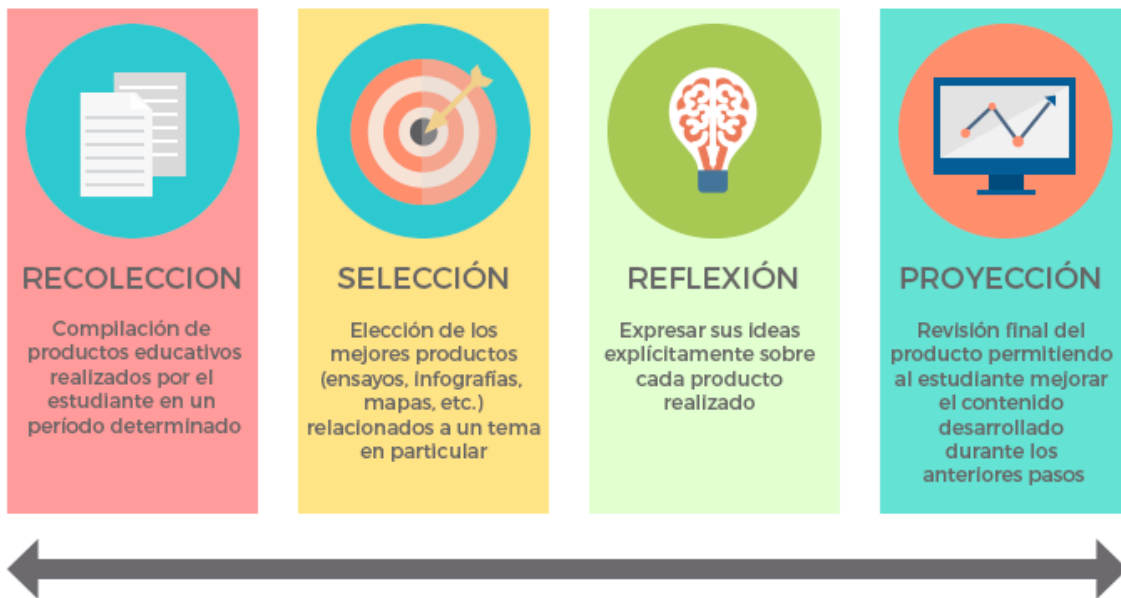 RECOLECCION
Compilación de
productos educativos
realizados por el
estudiante en un
período determinado
SELECCIÓN
Elección de los
mejores productos
(ensayos, infografías,
mapas, etc.)
relacionados a un tema
en particular
REFLEXIÓN
Expresar sus ideas
explícitamente sobre
cada producto
realizado
PROYECCIÓN
Revisión final del
producto permitiendo
al estudiante mejorar
el contenido
desarrollado
durante los
anteriores pasos